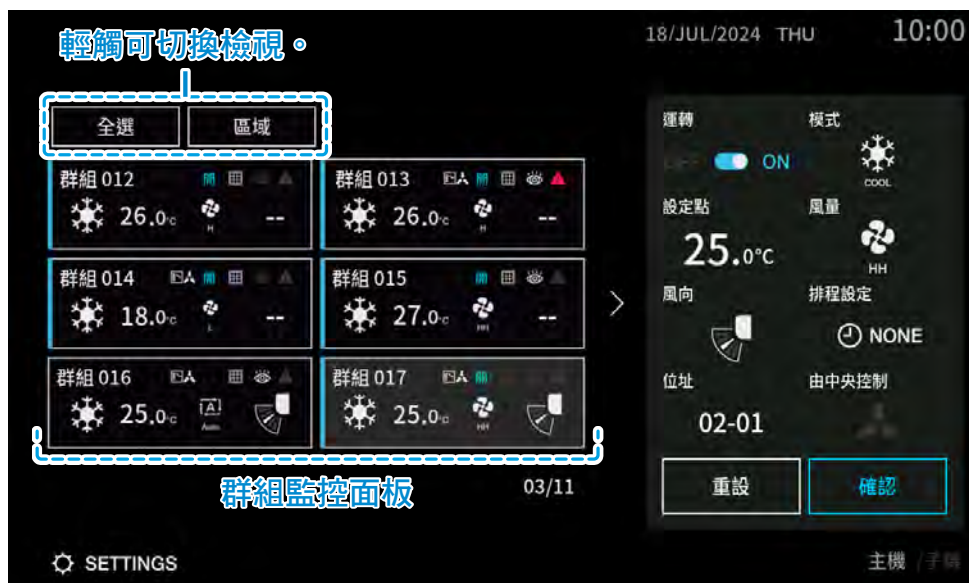 輕觸可切換檢視。
18/JUL/2024 THU 10:00
全選 區域
運轉 模式
ON
COOL
群組 012
26.0℃ H --
群組 013
26.0℃ H --
設定點 風量
25.0℃ HH
群組 014
18.0℃ L --
群組 015
27.0℃ HH --
風向 排程設定
NONE
群組 016
25.0℃ A Auto
群組 017
25.0℃ HH
位址 由中央控制
02-01
群組監控面板
03/11
重設 確認
SETTINGS
主機 /子機